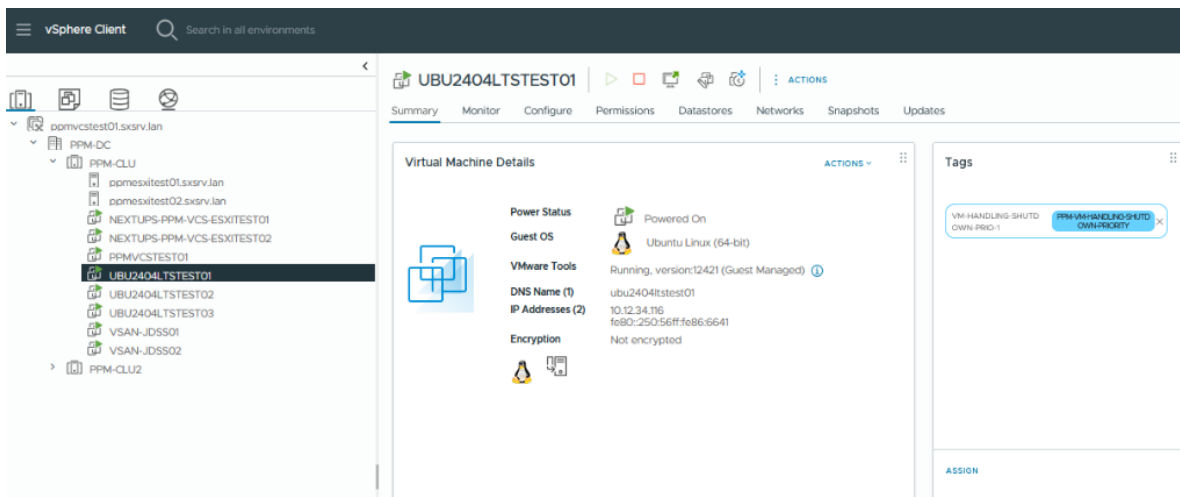 vSphere Client
Search in all environments
ppmvcstest01.sxsrv.lan
PPM-DC
PPM-CLU
ppmesxitest01.sxsrv.lan
ppmesxitest02.sxsrv.lan
NEXTUPS-PPM-VCS-ESXITEST01
NEXTUPS-PPM-VCS-ESXITEST02
PPMVCSTEST01
UBU2404LTSTEST01
UBU2404LTSTEST02
UBU2404LTSTEST03
VSAN-JDSS01
VSAN-JDSS02
PPM-CLU2
UBU2404LTSTEST01
ACTIONS
Summary Monitor Configure Permissions Datastores Networks Snapshots Updates
Virtual Machine Details
ACTIONS
Power Status Powered On
Guest OS Ubuntu Linux (64-bit)
VMware Tools Running, version:12421 (Guest Managed)
DNS Name (1) ubu2404ltstest01
IP Addresses (2) 10.12.34.116
fe80::250:56ff:fe86:6641
Encryption Not encrypted
Tags
VM-HANDLING-SHUTD
OWN-PRIO-1
PPM-VM-HANDLING-SHUTD
OWN-PRIORITY
ASSIGN